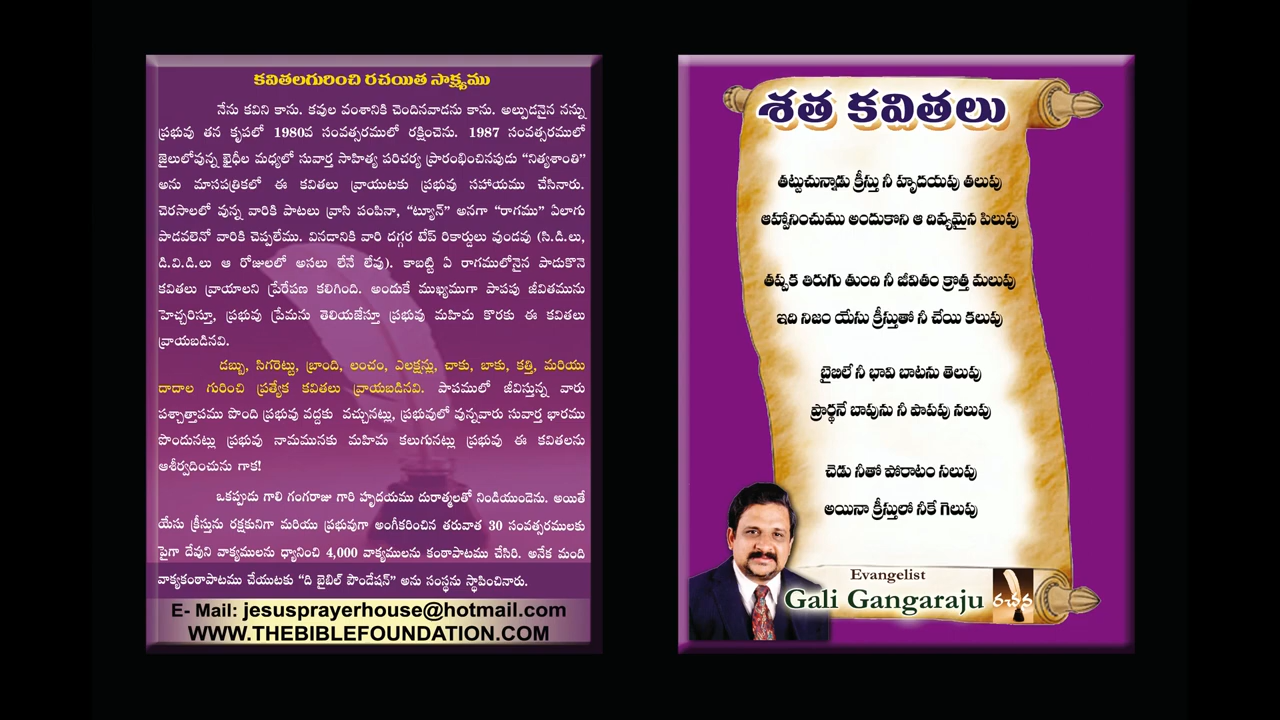 కవితలగురించి రచయిత సాక్ష్యము
నేను కవిని కాను. కవుల వంశానికి చెందినవాడను కాను. అల్పుడనైన నన్ను
ప్రభువు తన కృపలో 1980వ సంవత్సరములో రక్షించెను. 1987 సంవత్సరములో
జైలులోవున్న ఖైధీల మధ్యలో సువార్త సాహిత్య పరిచర్య ప్రారంభించినపుడు “నిత్యశాంతి”
అను మాసపత్రికలో ఈ కవితలు వ్రాయుటకు ప్రభువు సహాయము చేసినారు.
చెరసాలలో వున్న వారికి పాటలు వ్రాసి పంపినా, “ట్యూన్” అనగా “రాగము” ఏలాగు
పాడవలెనో వారికి చెప్పలేము. వినడానికి వారి దగ్గర టేప్ రికార్డులు వుండవు (సి.డి.లు,
డి.వి.డి.లు ఆ రోజులలో అసలు లేనే లేవు). కాబట్టి ఏ రాగములోనైన పాడుకొనె
కవితలు వ్రాయాలని ప్రేరేపణ కలిగింది. అందుకే ముఖ్యముగా పాపపు జీవితమును
హెచ్చరిస్తూ, ప్రభువు ప్రేమను తెలియజేస్తూ ప్రభువు మహిమ కొరకు ఈ కవితలు
వ్రాయబడినవి.
డబ్బు, సిగరెట్టు, బ్రాంది, లంచం, ఎలక్షన్లు, చాకు, బాకు, కత్తి, మరియు
దాదాల గురించి ప్రత్యేక కవితలు వ్రాయబడినవి. పాపములో జీవిస్తున్న వారు
పశ్చాత్తాపము పొంది ప్రభువు వద్దకు వచ్చునట్లు, ప్రభువులో వున్నవారు సువార్త భారము
పొందునట్లు ప్రభువు నామమునకు మహిమ కలుగునట్లు ప్రభువు ఈ కవితలను
ఆశీర్వదించును గాక!
ఒకప్పుడు గాలి గంగరాజు గారి హృదయము దురాత్మలతో నిండియుండెను. అయితే
యేసు క్రీస్తును రక్షకునిగా మరియు ప్రభువుగా అంగీకరించిన తరువాత 30 సంవత్సరములకు
పైగా దేవుని వాక్యములను ధ్యానించి 4,000 వాక్యములను కంఠాపాటము చేసిరి. అనేక మంది
వాక్యకంఠాపాటము చేయుటకు “ది బైబిల్ ఫౌండేషన్” అను సంస్థను స్థాపించినారు.
E- Mail: jesusprayerhouse@hotmail.com
WWW.THEBIBLEFOUNDATION.COM
శత కవితలు
తట్టుచున్నాడు క్రీస్తు నీ హృదయపు తలుపు
ఆహ్వానించుము అందుకొని ఆ దివ్యమైన పిలుపు
తప్పక తిరుగు తుంది నీ జీవితం క్రొత్త మలుపు
ఇది నిజం యేసు క్రీస్తుతో నీ చేయి కలుపు
బైబిలే నీ భావి బాటను తెలుపు
ప్రార్థనే బాపును నీ పాపపు నలుపు
చెడు నీతో పోరాటం సలుపు
అయినా క్రీస్తులో నీకే గెలుపు
Evangelist
Gali Gangaraju రచన